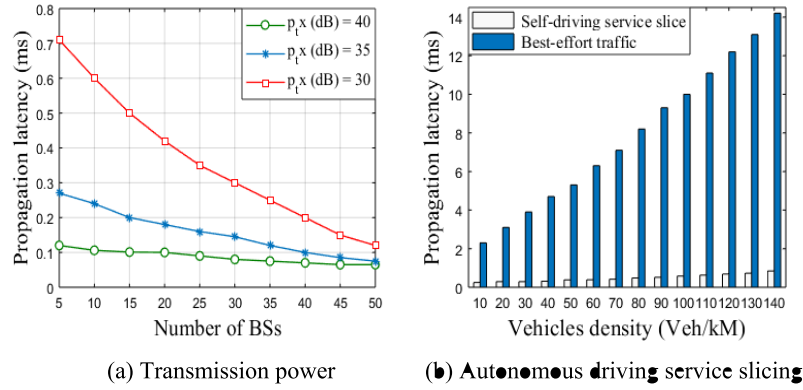 0.8
0.7
0.6
0.5
0.4
0.3
0.2
0.1
0
5 10 15 20 25 30 35 40 45 50
Propagation latency (ms)
Number of BSs
p_t x (dB) = 40
p_t x (dB) = 35
p_t x (dB) = 30
(a) Transmission power
14
12
10
8
6
4
2
0
10 20 30 40 50 60 70 80 90 100 110 120 130 140
Propagation latency (ms)
Vehicles density (Veh/kM)
Self-driving service slice
Best-effort traffic
(b) Autonomous driving service slicing